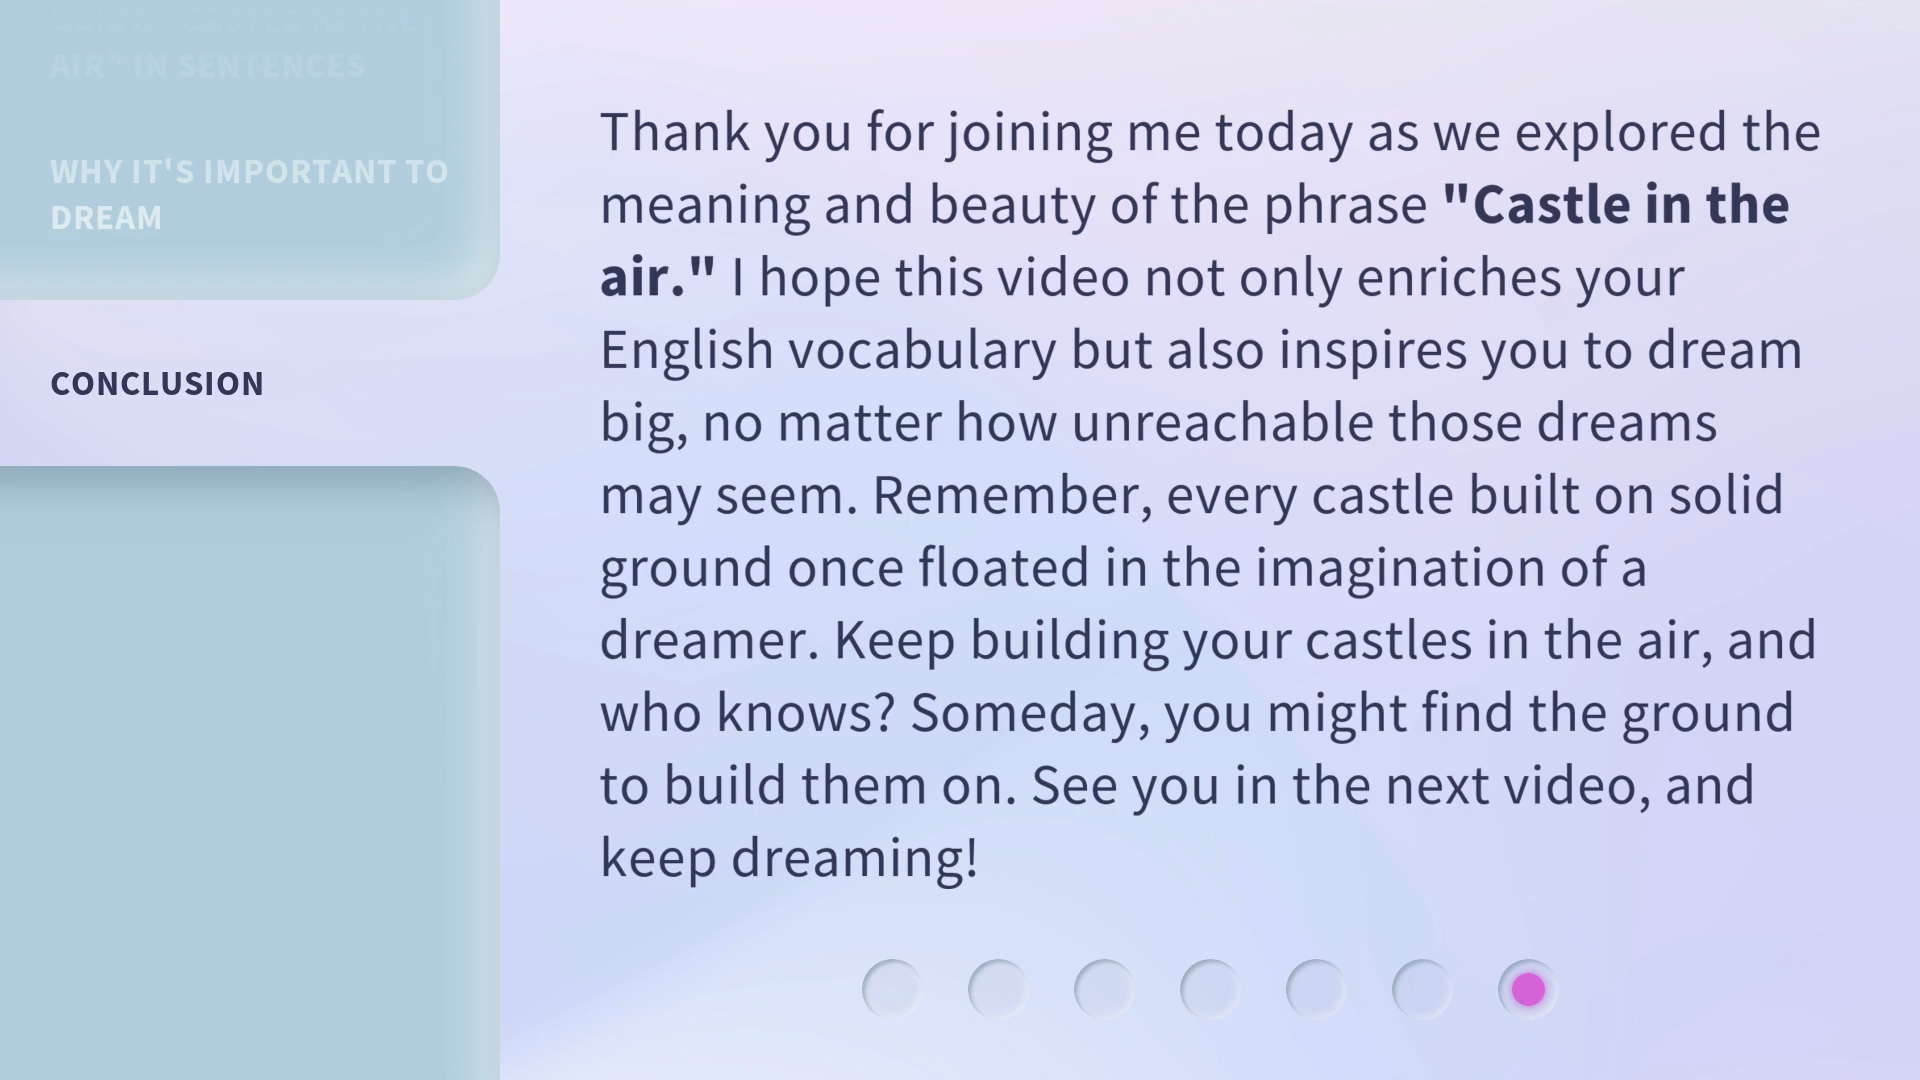 USING "CASTLE IN THE
AIR" IN SENTENCES
WHY IT'S IMPORTANT TO
DREAM
CONCLUSION
Thank you for joining me today as we explored the
meaning and beauty of the phrase "Castle in the
air." I hope this video not only enriches your
English vocabulary but also inspires you to dream
big, no matter how unreachable those dreams
may seem. Remember, every castle built on solid
ground once floated in the imagination of a
dreamer. Keep building your castles in the air, and
who knows? Someday, you might find the ground
to build them on. See you in the next video, and
keep dreaming!